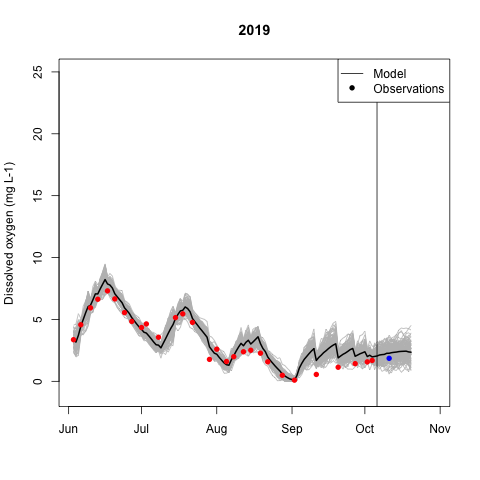 2019
Dissolved oxygen (mg L-1)
25
20
15
10
5
0
Model
Observations
Jun Jul Aug Sep Oct Nov